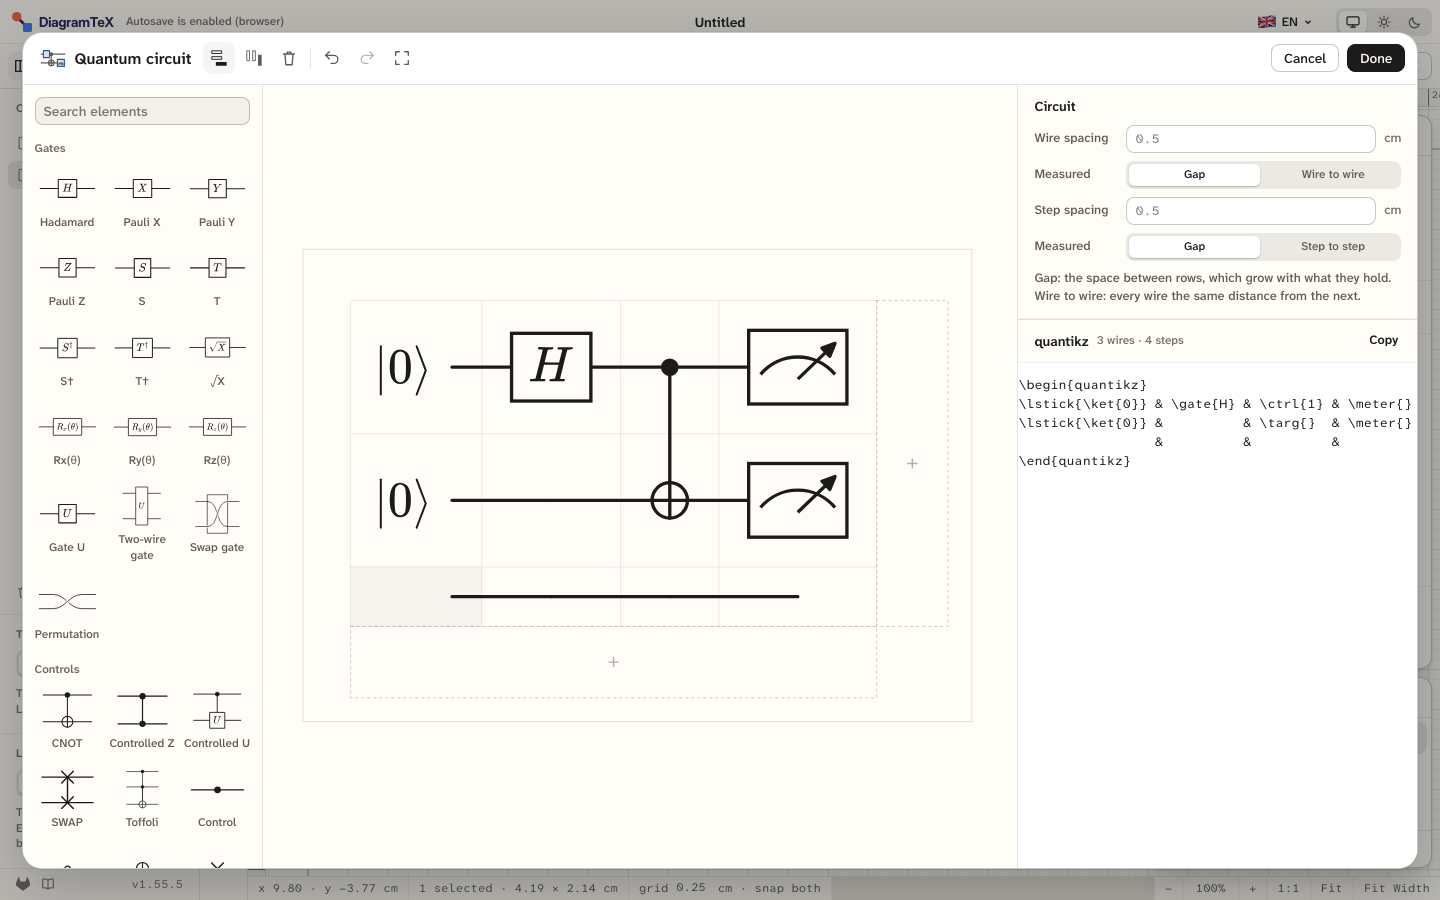 DiagramTeX
Autosave is enabled (browser)
Untitled
EN
Quantum circuit
Cancel
Done
Search elements
Gates
H
X
Y
Hadamard
Pauli X
Pauli Y
Z
S
T
Pauli Z
S
T
S†
T†
√X
S†
T†
√X
Rx(θ)
Ry(θ)
Rz(θ)
Rx(θ)
Ry(θ)
Rz(θ)
U
U
Gate U
Two-wire
gate
Swap gate
Permutation
Controls
U
CNOT
Controlled Z
Controlled U
SWAP
Toffoli
Control
|0⟩
H
|0⟩
+
+
Circuit
Wire spacing
0.5
cm
Measured
Gap
Wire to wire
Step spacing
0.5
cm
Measured
Gap
Step to step
Gap: the space between rows, which grow with what they hold.
Wire to wire: every wire the same distance from the next.
quantikz
3 wires · 4 steps
Copy
\begin{quantikz}
\lstick{\ket{0}} & \gate{H} & \ctrl{1} & \meter{}
\lstick{\ket{0}} &          & \targ{}  & \meter{}
                 &          &          &
\end{quantikz}
v1.55.5
x 9.80 · y −3.77 cm
1 selected · 4.19 × 2.14 cm
grid 0.25 cm · snap both
−
100%
+
1:1
Fit
Fit Width